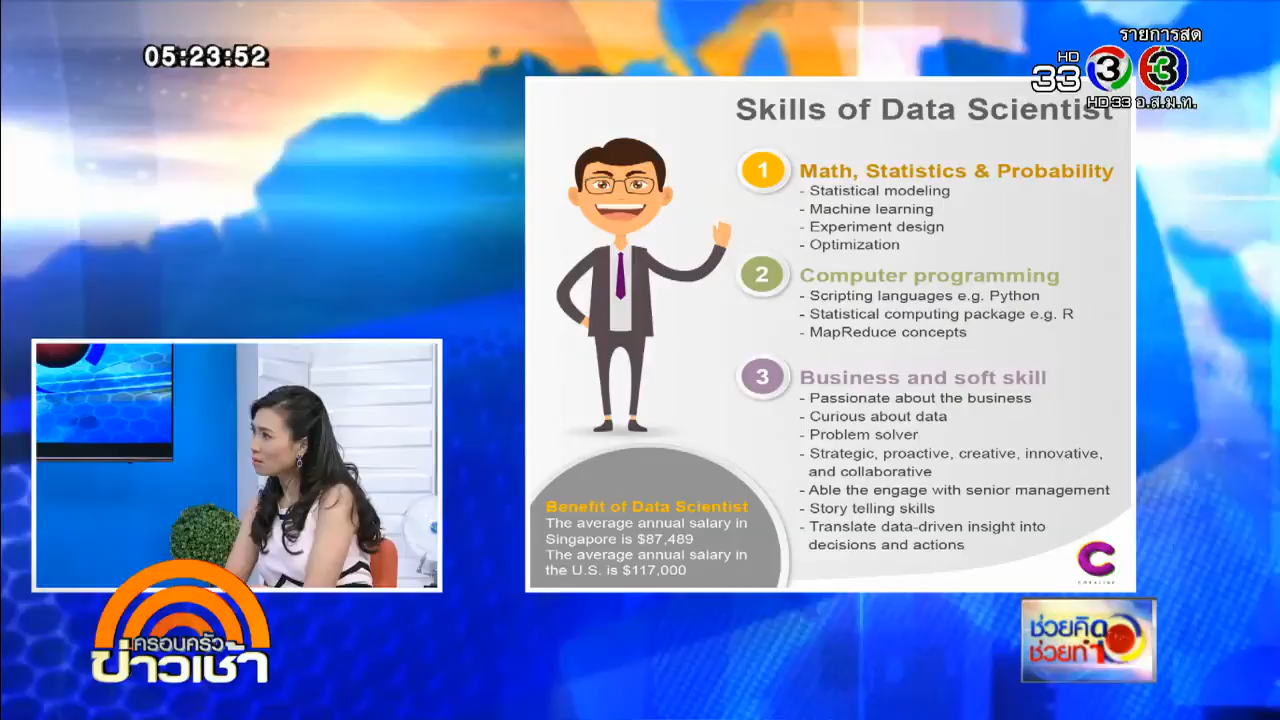 05:23:52
รายการสด
HD
33
3
3
HD33 อ.ส.ม.ท.
Skills of Data Scientist
1
Math, Statistics & Probability
- Statistical modeling
- Machine learning
- Experiment design
- Optimization
2
Computer programming
- Scripting languages e.g. Python
- Statistical computing package e.g. R
- MapReduce concepts
3
Business and soft skill
- Passionate about the business
- Curious about data
- Problem solver
- Strategic, proactive, creative, innovative,
and collaborative
- Able the engage with senior management
- Story telling skills
- Translate data-driven insight into
decisions and actions
Benefit of Data Scientist
The average annual salary in
Singapore is $87,489
The average annual salary in
the U.S. is $117,000
ครอบครัว
ข่าวเช้า
ช่วยคิด
ช่วยทำ